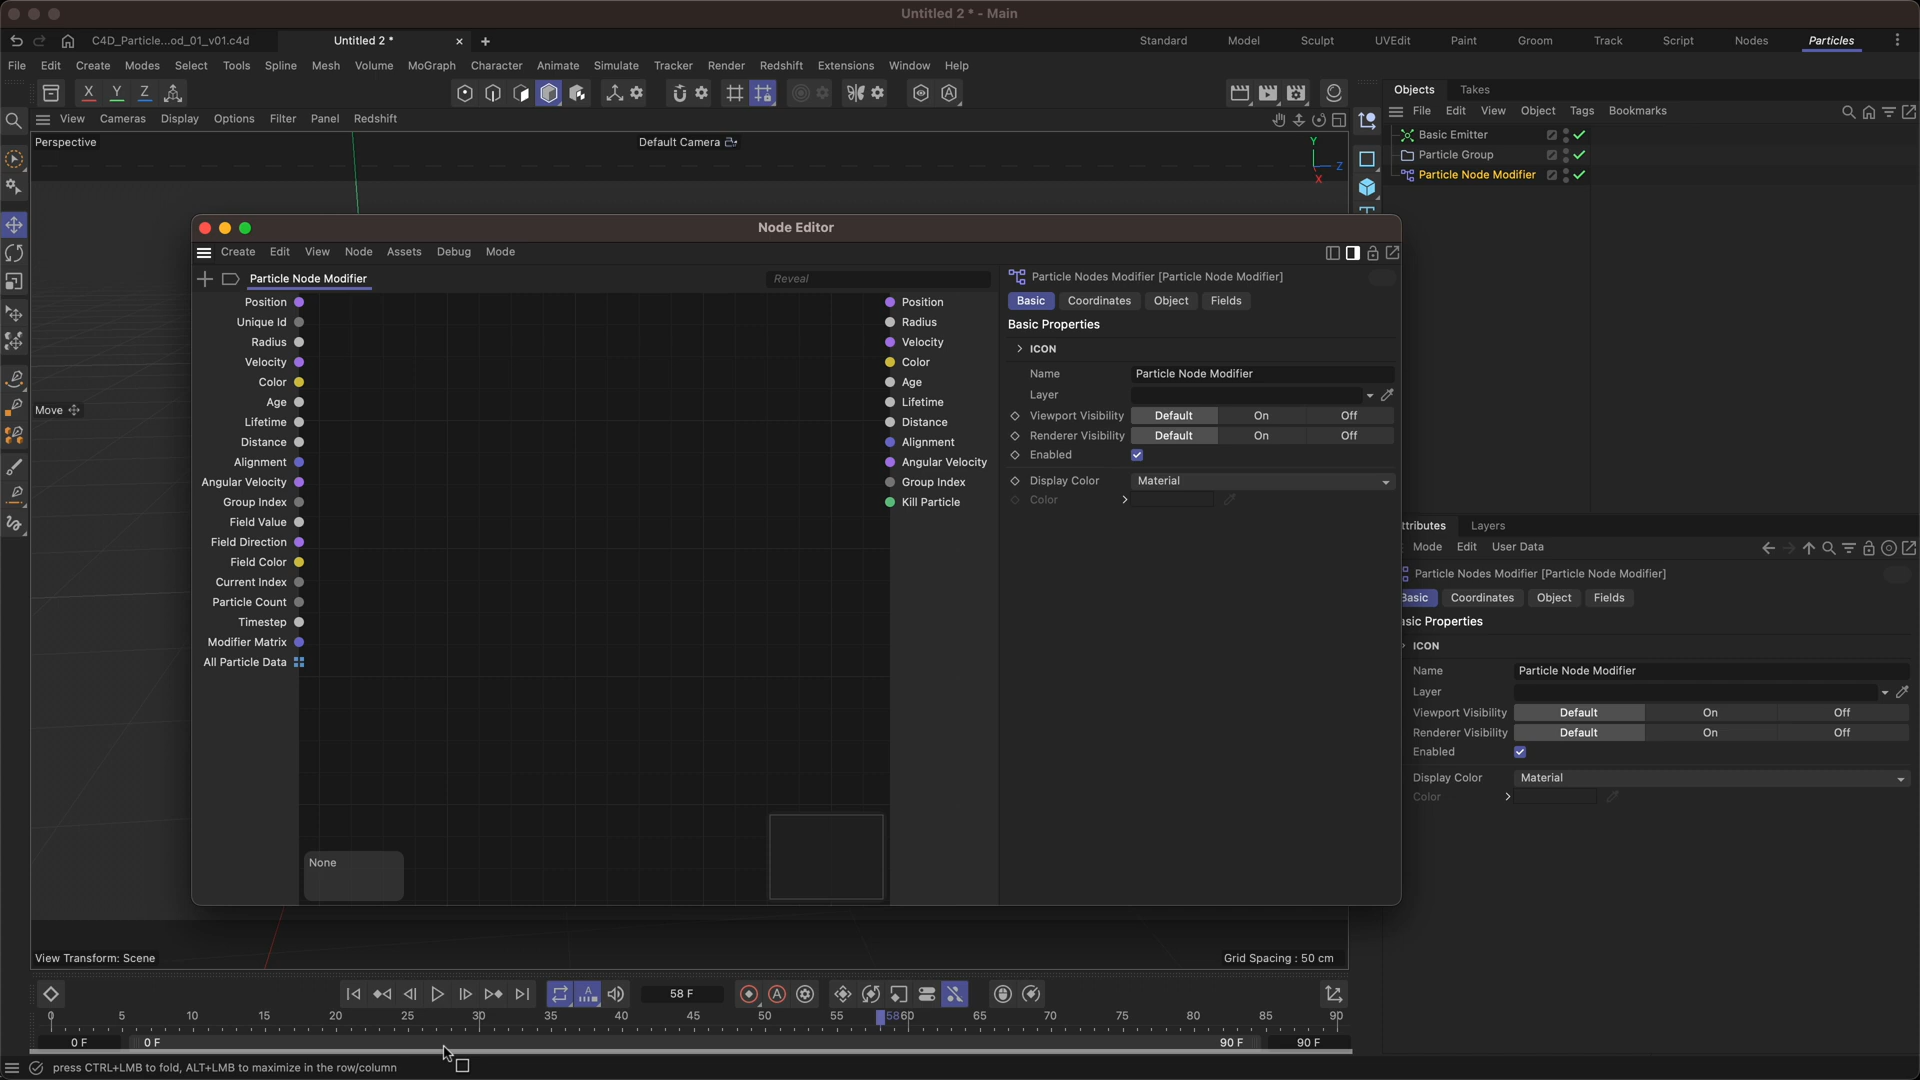 Untitled 2 * - Main
C4D_Particle...od_01_v01.c4d
Untitled 2 *
Standard
Model
Sculpt
UVEdit
Paint
Groom
Track
Script
Nodes
Particles
File
Edit
Create
Modes
Select
Tools
Spline
Mesh
Volume
MoGraph
Character
Animate
Simulate
Tracker
Render
Redshift
Extensions
Window
Help
X
Y
Z
Objects
Takes
File
Edit
View
Object
Tags
Bookmarks
View
Cameras
Display
Options
Filter
Panel
Redshift
Perspective
Default Camera
Y
Z
X
Basic Emitter
Particle Group
Particle Node Modifier
Move
Node Editor
Create
Edit
View
Node
Assets
Debug
Mode
Particle Node Modifier
Reveal
Position
Unique Id
Radius
Velocity
Color
Age
Lifetime
Distance
Alignment
Angular Velocity
Group Index
Field Value
Field Direction
Field Color
Current Index
Particle Count
Timestep
Modifier Matrix
All Particle Data
None
Position
Radius
Velocity
Color
Age
Lifetime
Distance
Alignment
Angular Velocity
Group Index
Kill Particle
Particle Nodes Modifier [Particle Node Modifier]
Basic
Coordinates
Object
Fields
Basic Properties
ICON
Name
Particle Node Modifier
Layer
Viewport Visibility
Default
On
Off
Renderer Visibility
Default
On
Off
Enabled
Display Color
Material
Color
ttributes
Layers
Mode
Edit
User Data
Particle Nodes Modifier [Particle Node Modifier]
Basic
Coordinates
Object
Fields
asic Properties
ICON
Name
Particle Node Modifier
Layer
Viewport Visibility
Default
On
Off
Renderer Visibility
Default
On
Off
Enabled
Display Color
Material
Color
View Transform: Scene
Grid Spacing : 50 cm
58 F
0 5 10 15 20 25 30 35 40 45 50 55 58 60 65 70 75 80 85 90
0 F
0 F
90 F
90 F
press CTRL+LMB to fold, ALT+LMB to maximize in the row/column